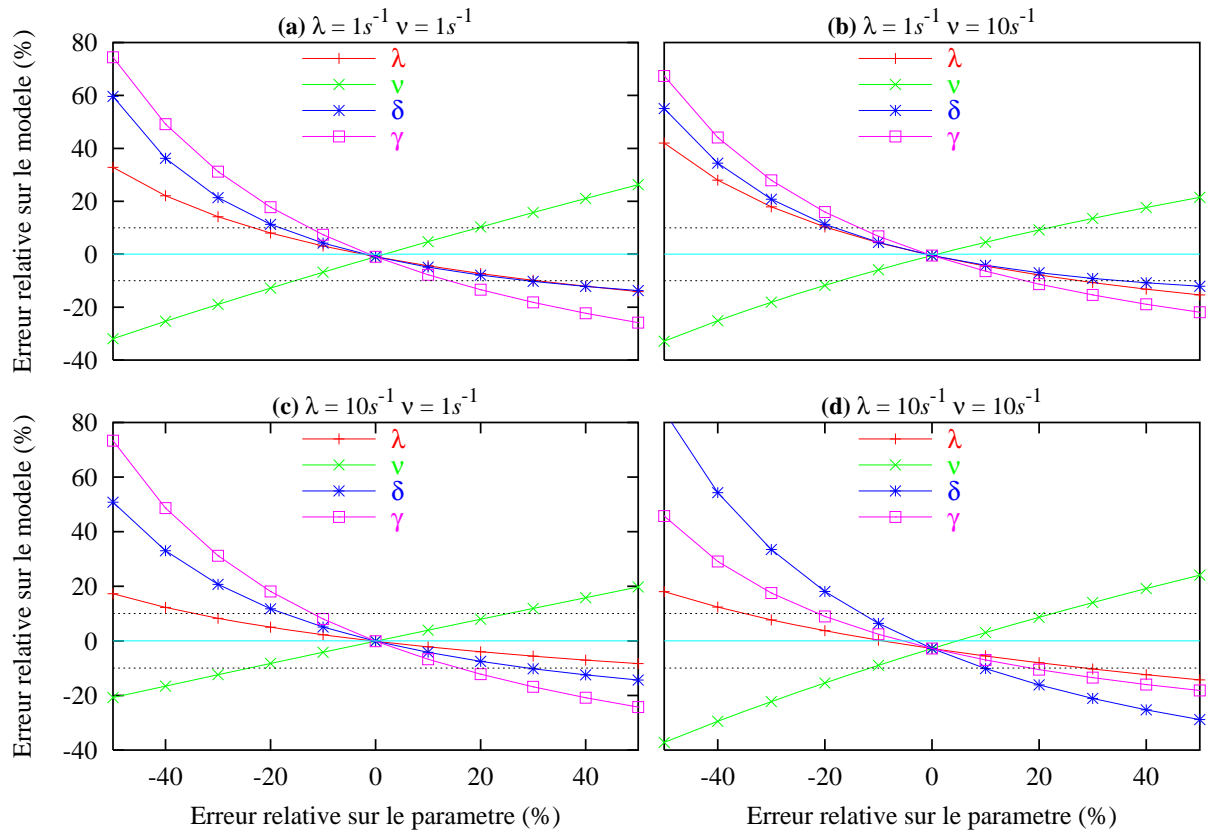 (a) λ = 1s⁻¹ ν = 1s⁻¹
(b) λ = 1s⁻¹ ν = 10s⁻¹
Erreur relative sur le modele (%)
80
60
40
20
0
-20
-40
λ
ν
δ
γ
λ
ν
δ
γ
(c) λ = 10s⁻¹ ν = 1s⁻¹
(d) λ = 10s⁻¹ ν = 10s⁻¹
Erreur relative sur le modele (%)
80
60
40
20
0
-20
-40
λ
ν
δ
γ
λ
ν
δ
γ
-40 -20 0 20 40
-40 -20 0 20 40
Erreur relative sur le parametre (%)
Erreur relative sur le parametre (%)